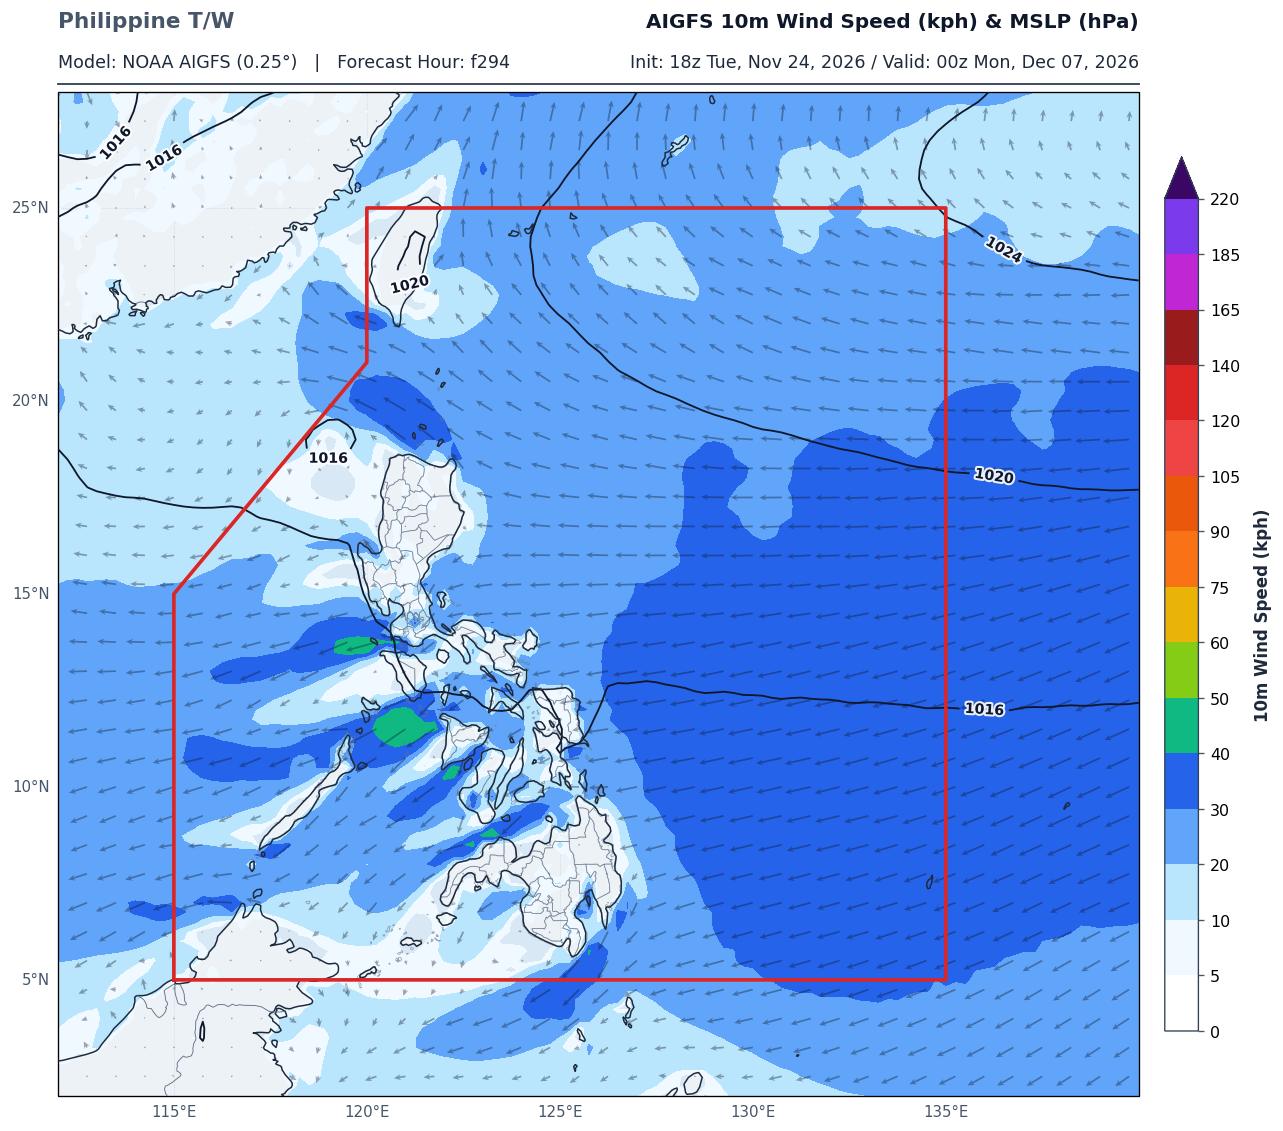 Philippine T/W
AIGFS 10m Wind Speed (kph) & MSLP (hPa)
Model: NOAA AIGFS (0.25°)   |   Forecast Hour: f294
Init: 18z Tue, Nov 24, 2026 / Valid: 00z Mon, Dec 07, 2026
1016
1016
1024
1020
1016
1020
1016
25°N
20°N
15°N
10°N
5°N
115°E
120°E
125°E
130°E
135°E
220
185
165
140
120
105
90
75
60
50
40
30
20
10
5
0
10m Wind Speed (kph)